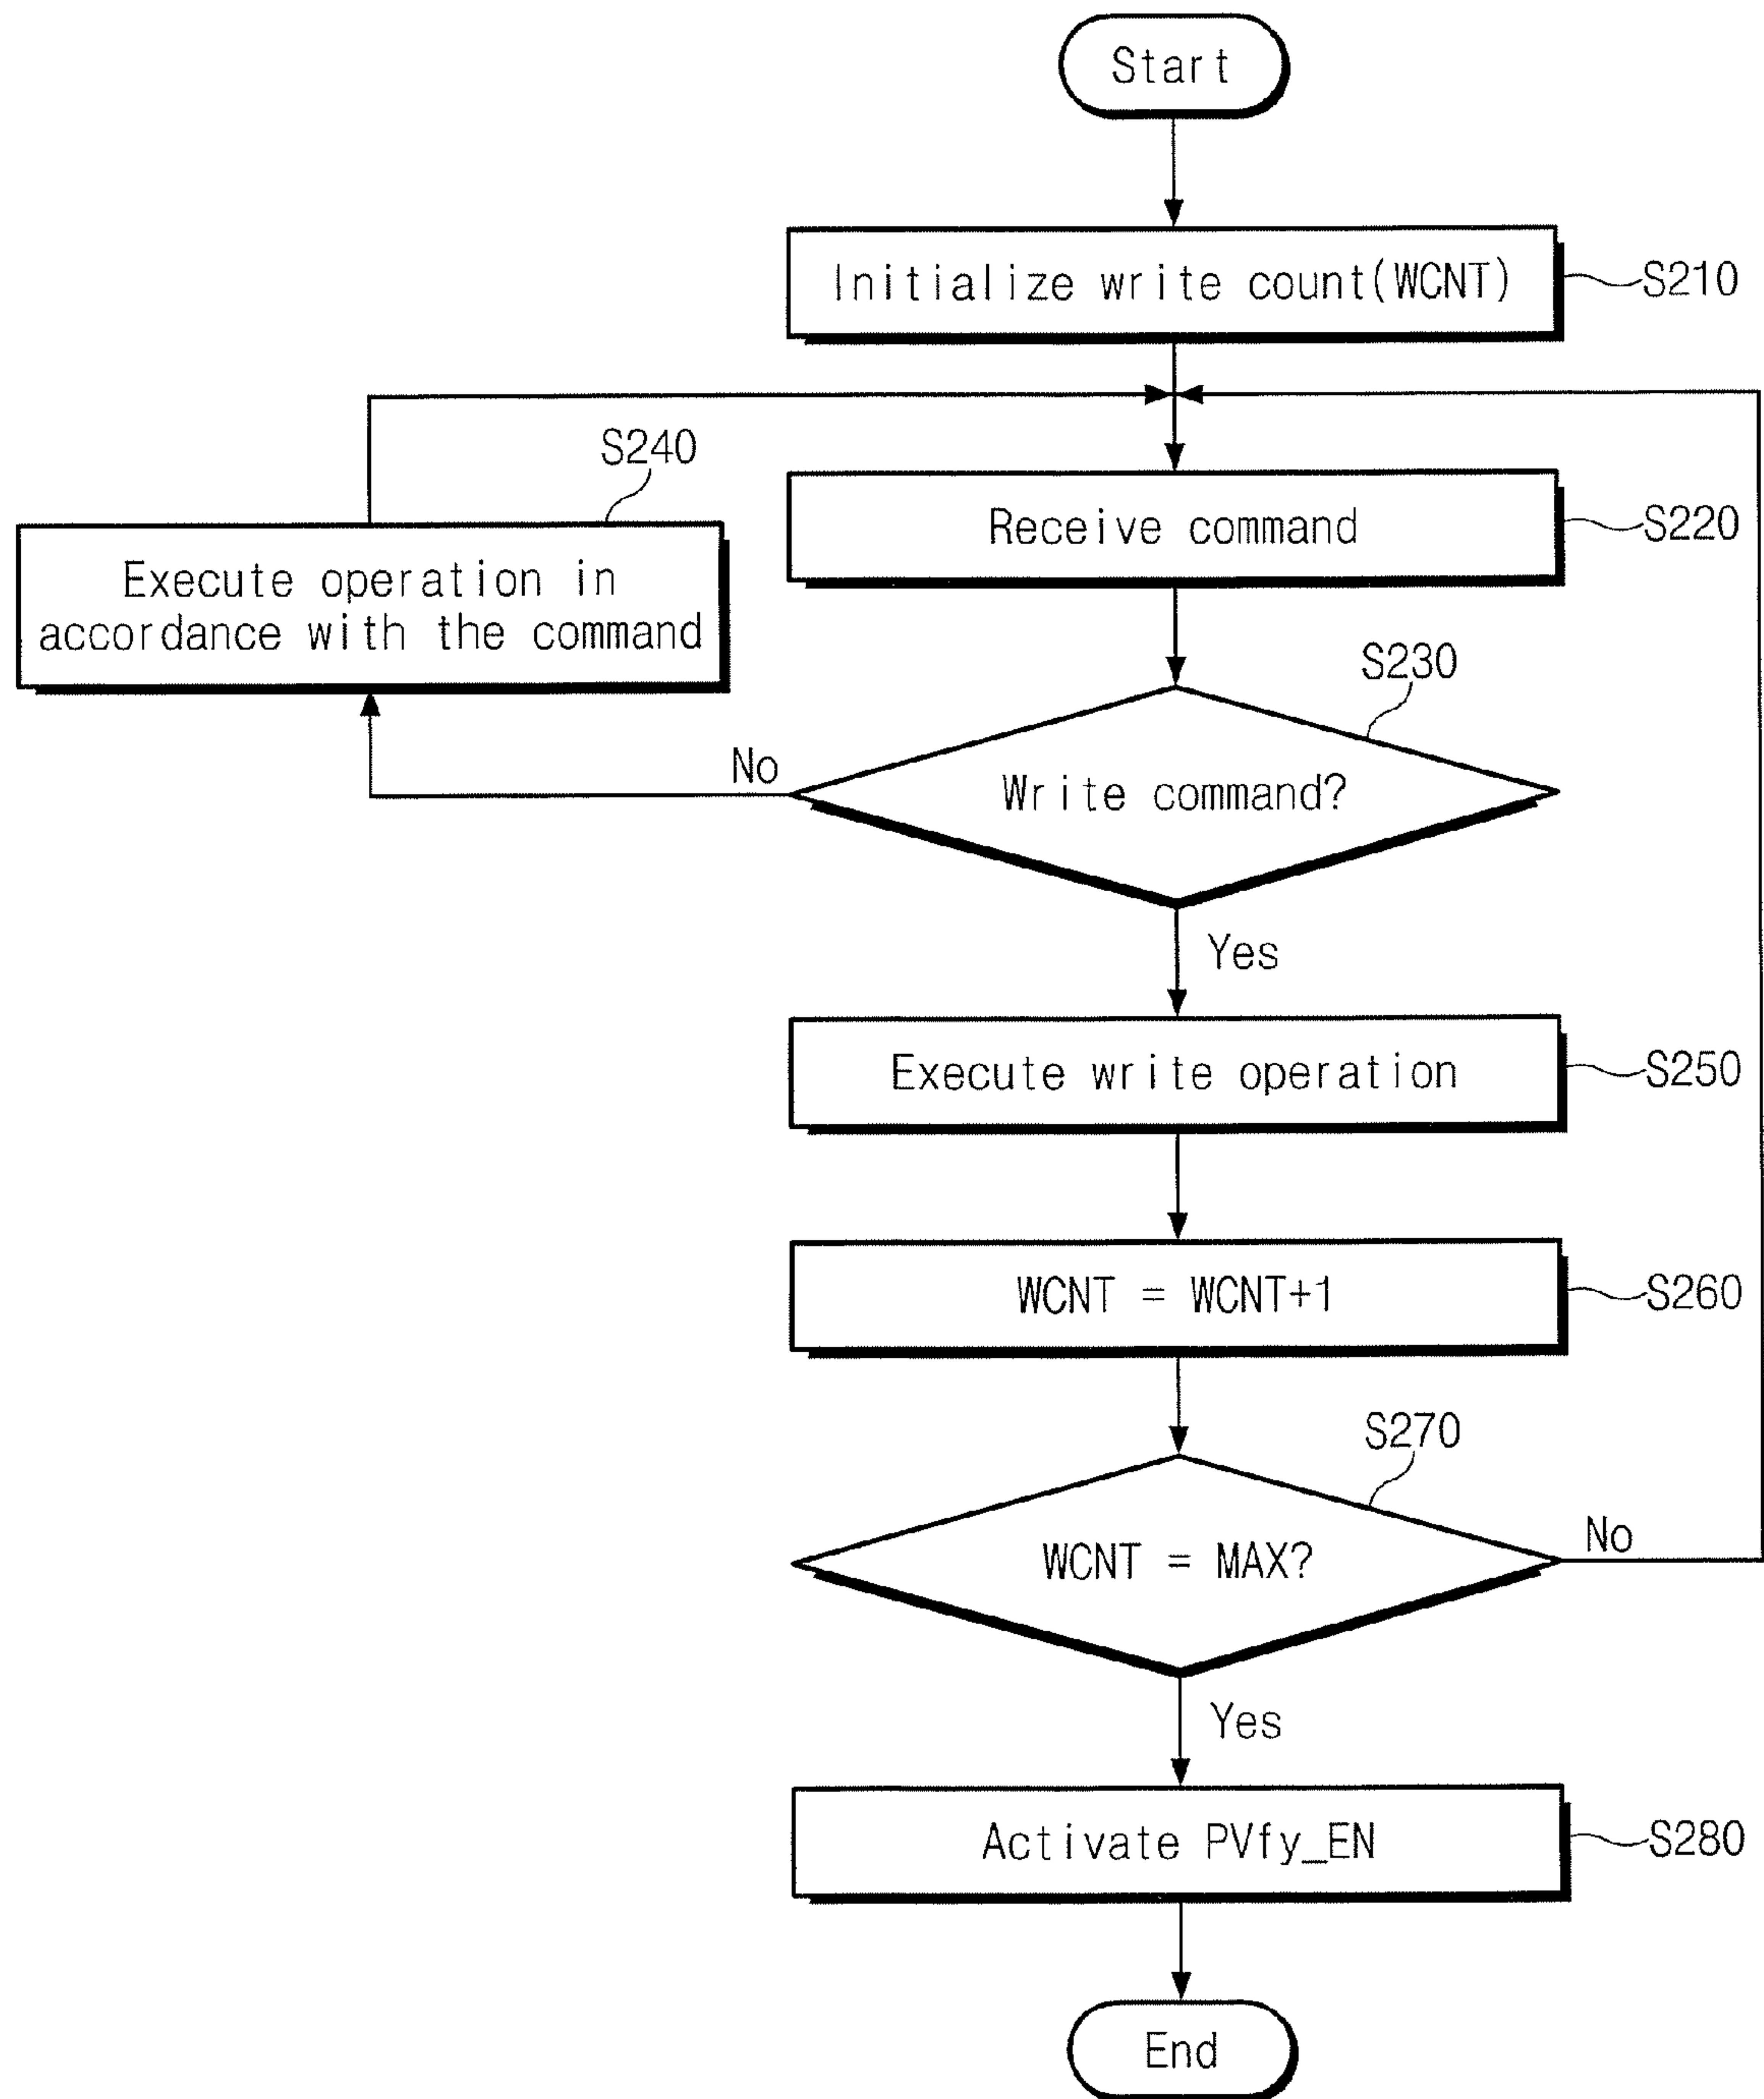 Start
Initialize write count(WCNT)
S210
S240
Receive command
S220
Execute operation in
accordance with the command
S230
No
Write command?
Yes
Execute write operation
S250
WCNT = WCNT+1
S260
S270
WCNT = MAX?
No
Yes
Activate PVfy_EN
S280
End